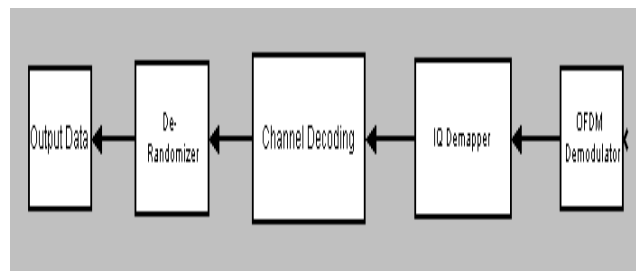 Output Data
De-
Randomizer
Channel Decoding
IQ Demapper
OFDM
Demodulator